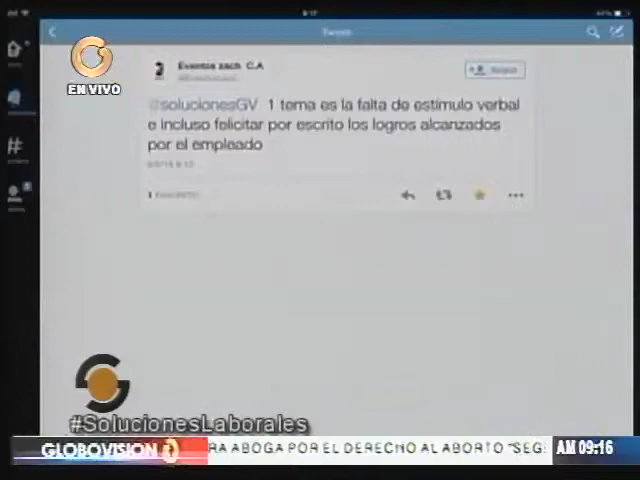 EN VIVO
Eventos zach C.A
@solucionesGV 1 tema es la falta de estímulo verbal
e incluso felicitar por escrito los logros alcanzados
por el empleado
#SolucionesLaborales
GLOBOVISION
RA ABOGA POR EL DERECHO AL ABORTO "SEG
AM 09:16